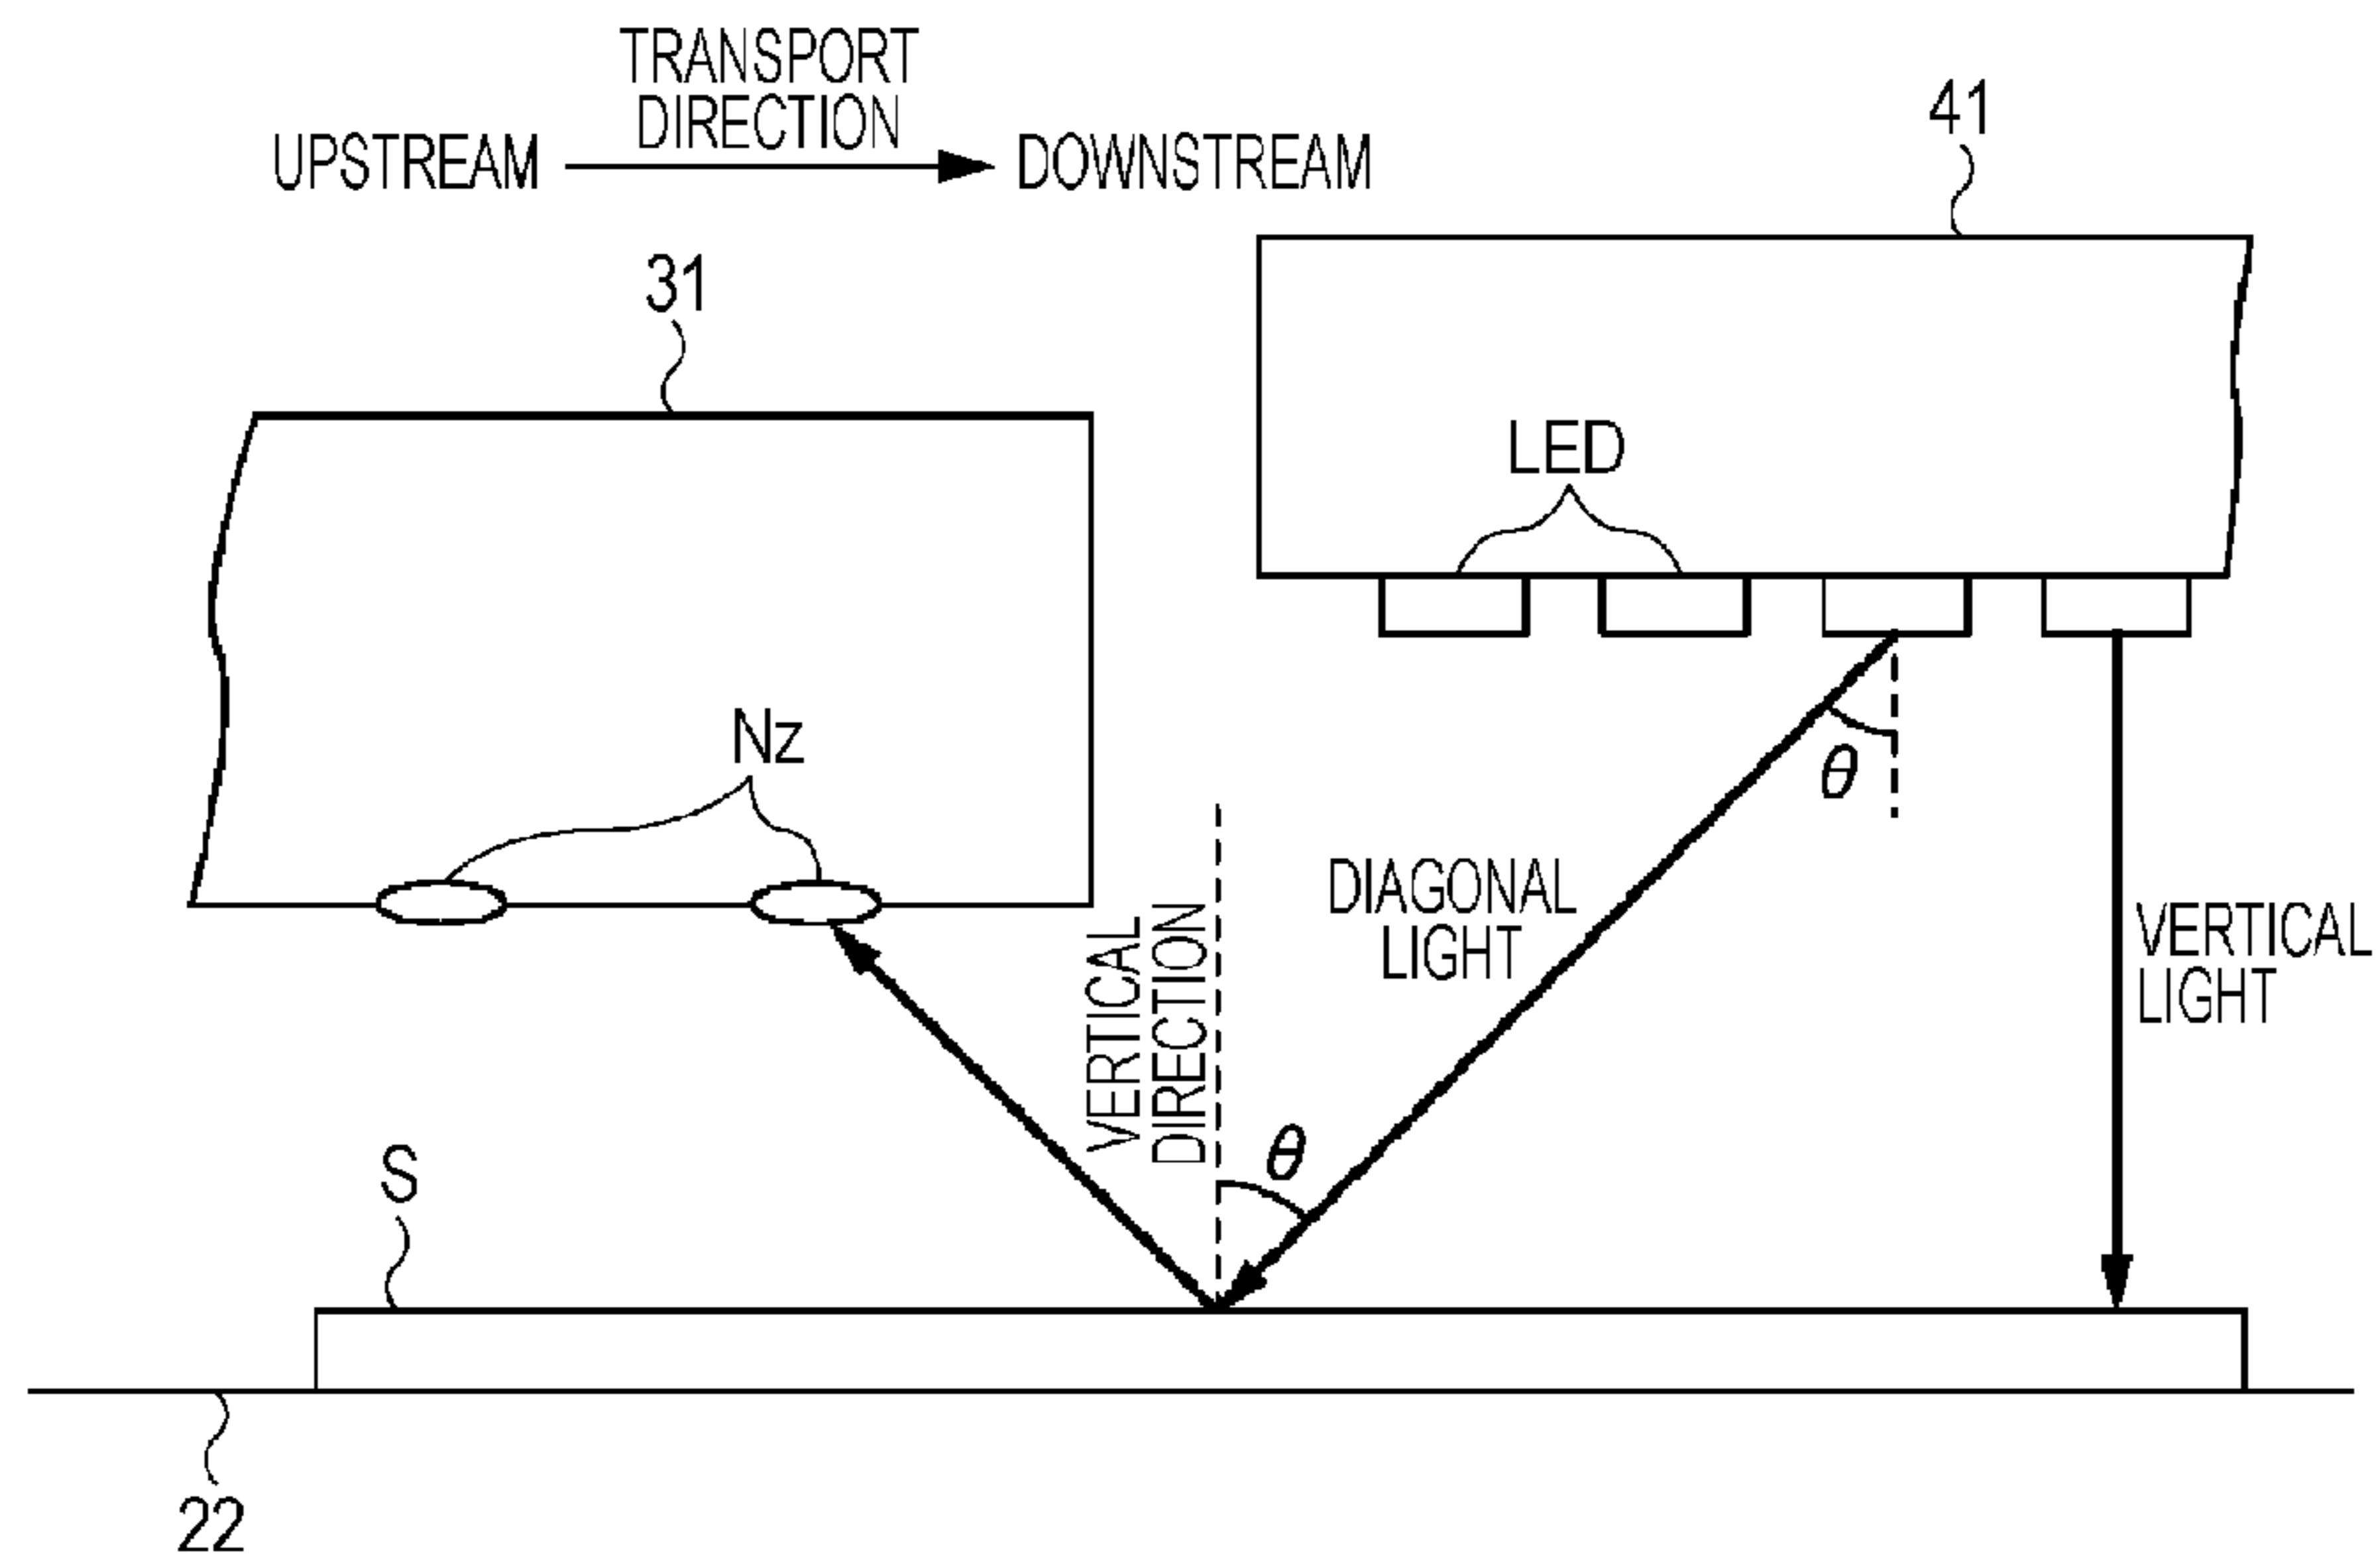 TRANSPORT
DIRECTION
UPSTREAM
DOWNSTREAM
41
31
LED
Nz
θ
DIAGONAL
LIGHT
VERTICAL
DIRECTION
VERTICAL
LIGHT
θ
S
22